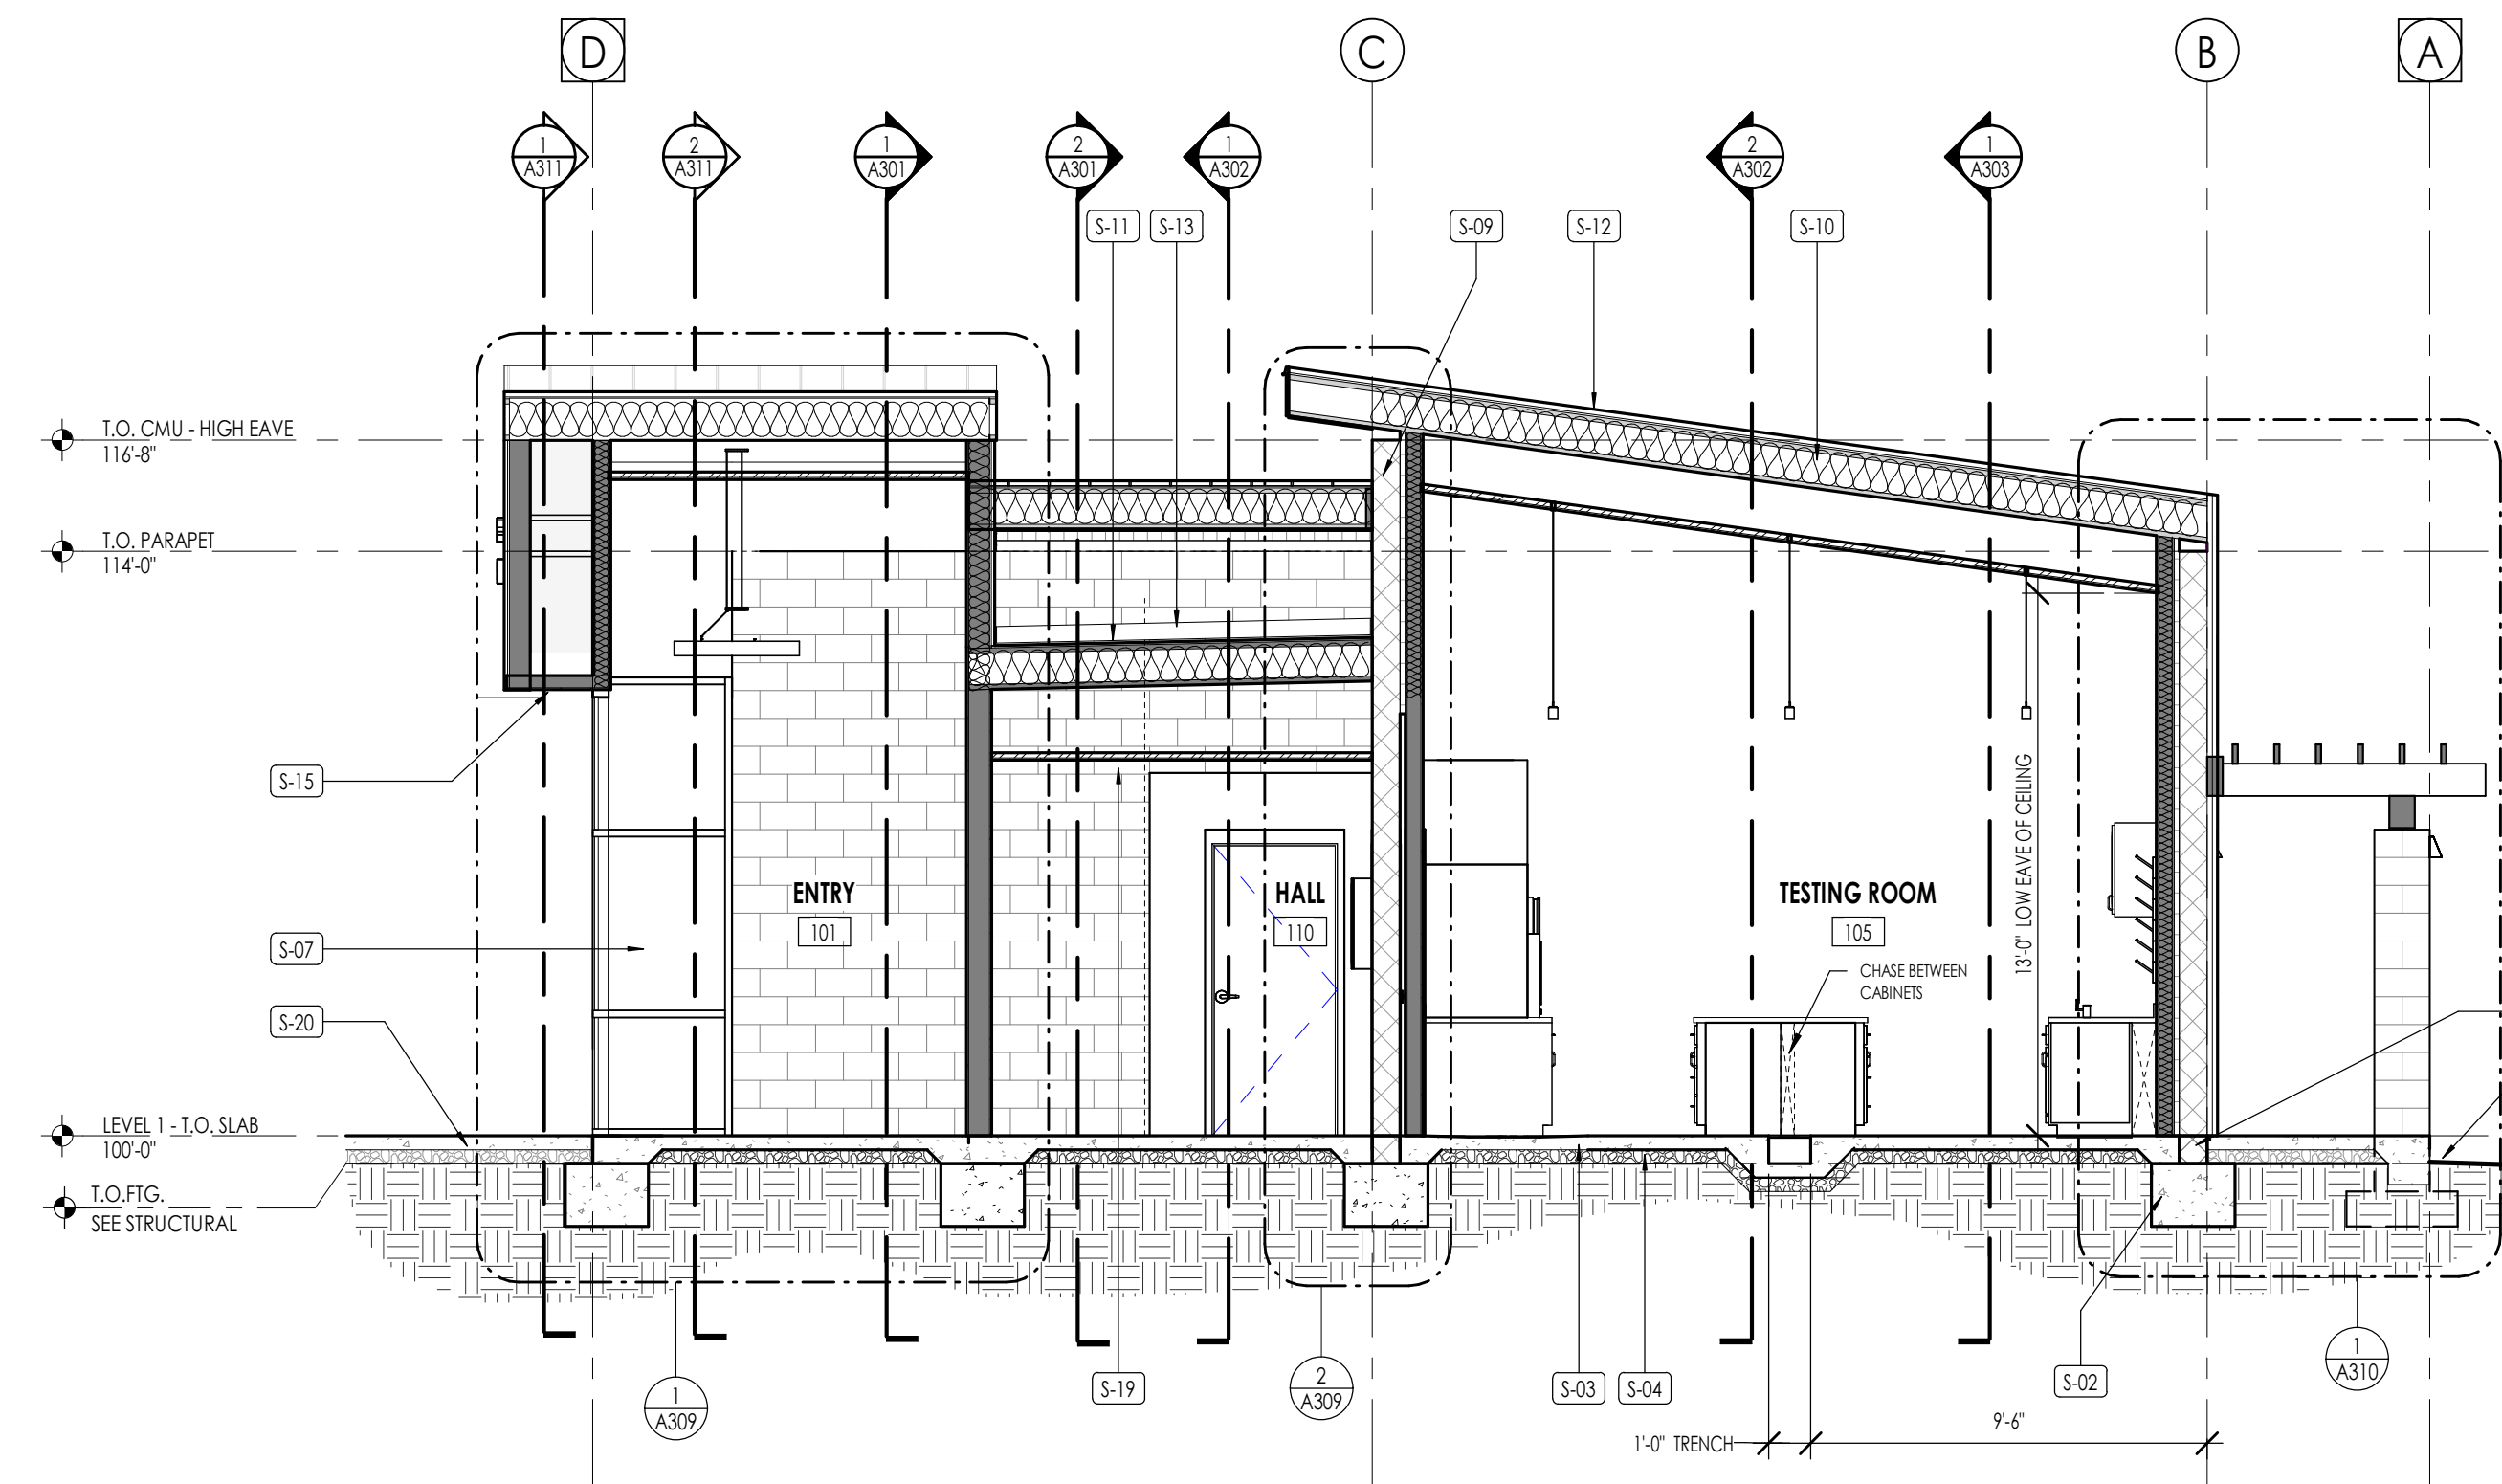 D
C
B
A
1
A311
2
A311
1
A301
2
A301
1
A302
2
A302
1
A303
S-11
S-13
S-09
S-12
S-10
T.O. CMU - HIGH EAVE
116'-8"
T.O. PARAPET
114'-0"
S-15
13'-0" LOW EAVE OF CEILING
ENTRY
101
HALL
110
TESTING ROOM
105
S-07
CHASE BETWEEN
CABINETS
S-20
LEVEL 1 - T.O. SLAB
100'-0"
T.O.FTG.
SEE STRUCTURAL
1
A309
S-19
2
A309
S-03
S-04
S-02
1
A310
1'-0" TRENCH
9'-6"